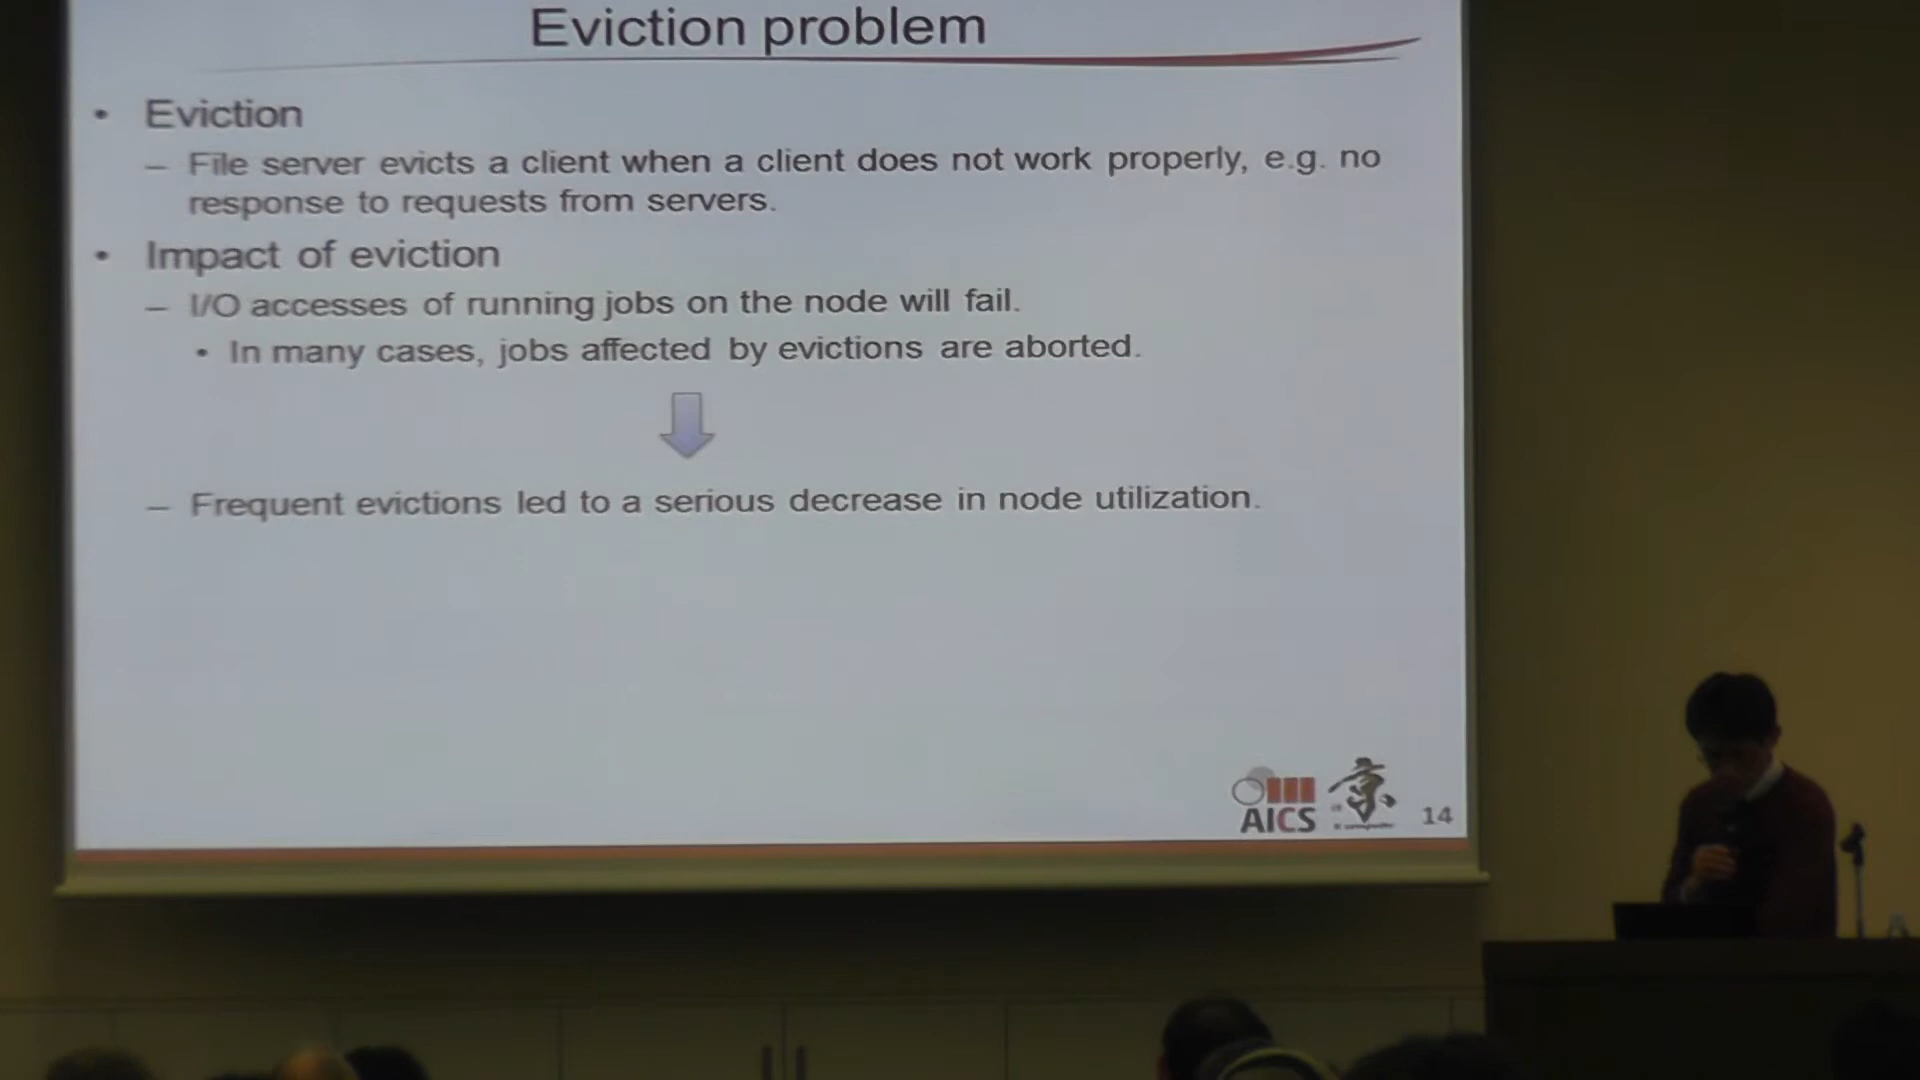 Eviction problem
• Eviction
– File server evicts a client when a client does not work properly, e.g. no
response to requests from servers.
• Impact of eviction
– I/O accesses of running jobs on the node will fail.
• In many cases, jobs affected by evictions are aborted.
– Frequent evictions led to a serious decrease in node utilization.
AICS
京
14